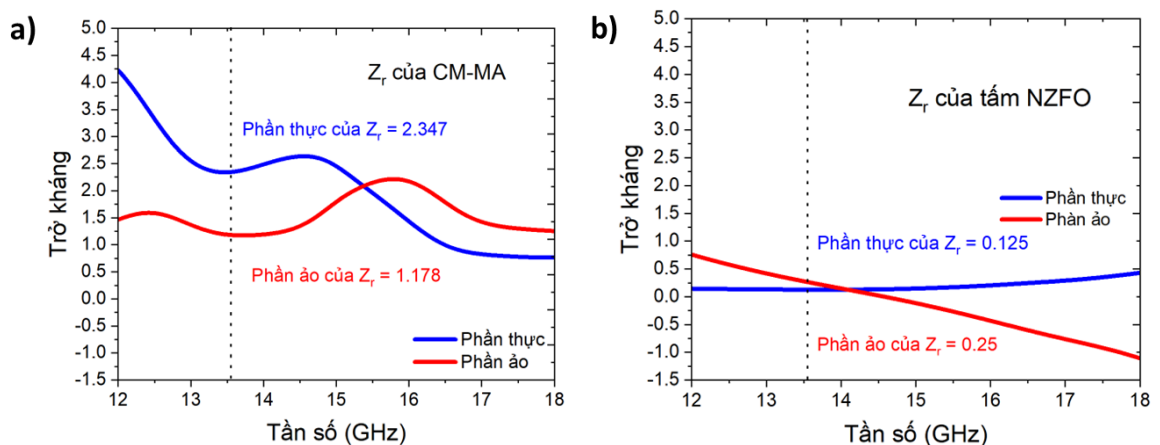 a)
Zr của CM-MA
Phần thực của Zr = 2.347
Phần ảo của Zr = 1.178
Phần thực
Phần ảo
Trở kháng
5.0
4.5
4.0
3.5
3.0
2.5
2.0
1.5
1.0
0.5
0.0
-0.5
-1.0
-1.5
12 13 14 15 16 17 18
Tần số (GHz)
b)
Zr của tấm NZFO
Phần thực
Phàn ảo
Phần thực của Zr = 0.125
Phần ảo của Zr = 0.25
Trở kháng
5.0
4.5
4.0
3.5
3.0
2.5
2.0
1.5
1.0
0.5
0.0
-0.5
-1.0
-1.5
12 13 14 15 16 17 18
Tần số (GHz)